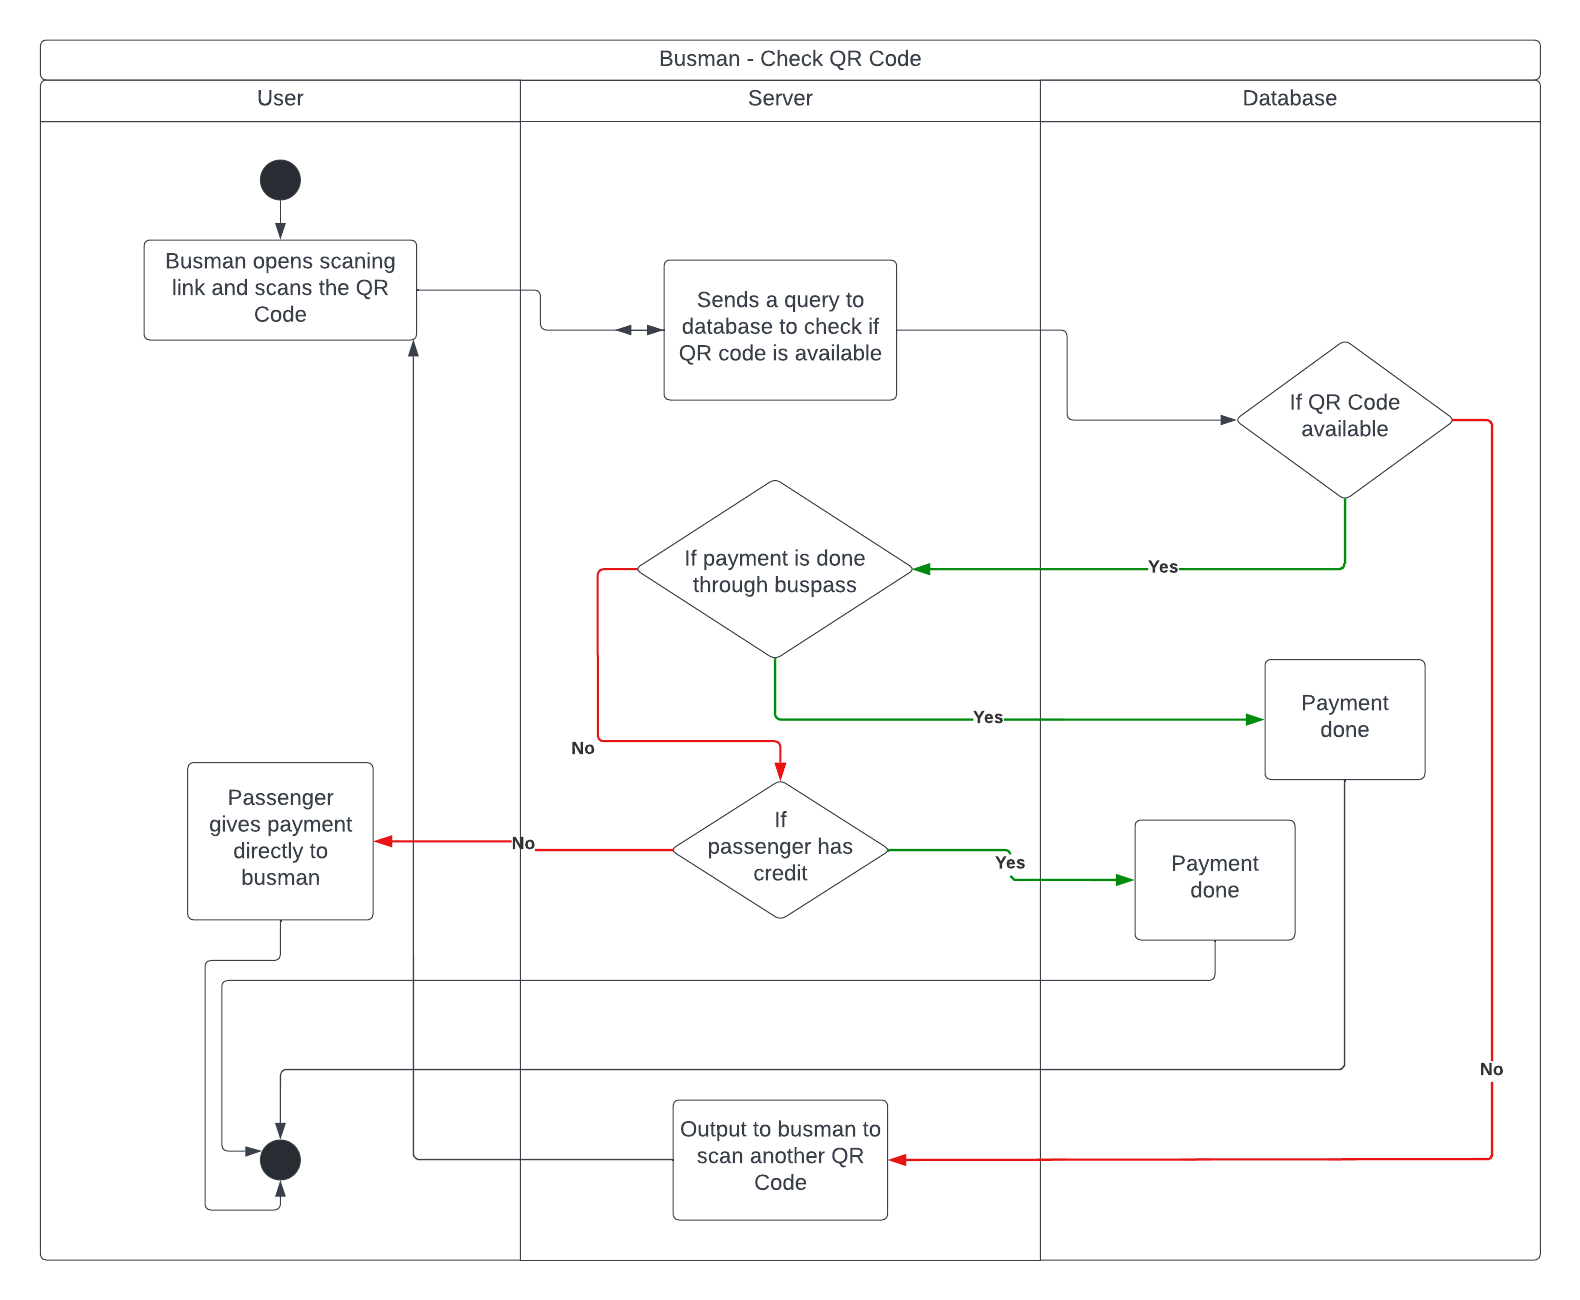 Busman - Check QR Code
User
Server
Database
Busman opens scaning
link and scans the QR
Code
Sends a query to
database to check if
QR code is available
If QR Code
available
If payment is done
through buspass
Yes
Payment
done
Yes
No
Passenger
gives payment
directly to
busman
No
If
passenger has
credit
Yes
Payment
done
No
Output to busman to
scan another QR
Code